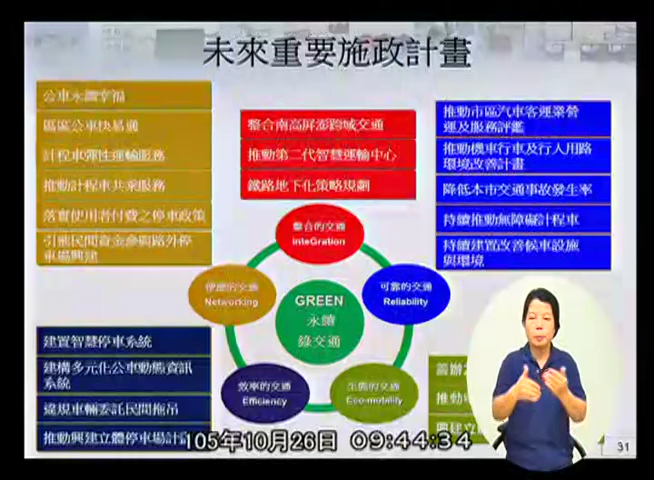 未來重要施政計畫
公車永續幸福
區區公車快易通
計程車彈性運輸服務
推動計程車共乘服務
落實使用者付費之停車政策
引進民間資金參與路外停
車場興建
整合南高屏澎跨域交通
推動第二代智慧運輸中心
鐵路地下化策略規劃
推動市區汽車客運業營
運及服務評鑑
推動機車行車及行人用路
環境改善計畫
降低本市交通事故發生率
持續推動無障礙計程車
持續建置改善候車設施
與環境
整合的交通
InteGration
便捷的交通
Networking
可靠的交通
Reliability
GREEN
永續
綠交通
效率的交通
Efficiency
生態的交通
Eco-mobility
建置智慧停車系統
建構多元化公車動態資訊
系統
違規車輛委託民間拖吊
推動興建立體停車場計
籌辦
推動
105年10月26日 09:44:34
31